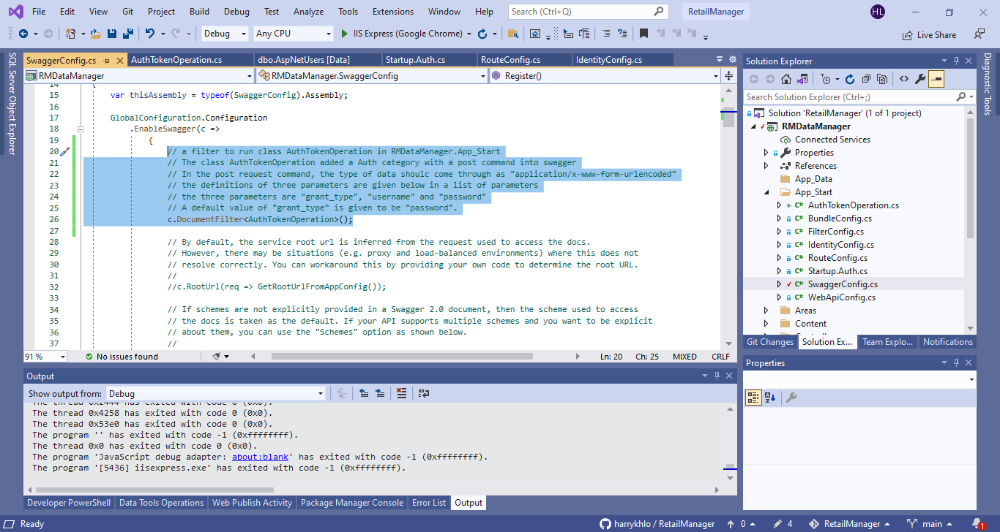 File Edit View Git Project Build Debug Test Analyze Tools Extensions Window Help Search (Ctrl+Q) RetailManager HL
Debug Any CPU IIS Express (Google Chrome) Live Share
SQL Server Object Explorer
SwaggerConfig.cs AuthTokenOperation.cs dbo.AspNetUsers [Data] Startup.Auth.cs RouteConfig.cs IdentityConfig.cs
RMDataManager RMDataManager.SwaggerConfig Register()
14 {
15 var thisAssembly = typeof(SwaggerConfig).Assembly;
16
17 GlobalConfiguration.Configuration
18 .EnableSwagger(c =>
19 {
20 // a filter to run class AuthTokenOperation in RMDataManager.App_Start
21 // The class AuthTokenOperation added a Auth category with a post command into swagger
22 // In the post request command, the type of data shoulc come through as "application/x-www-form-urlencoded"
23 // the definitions of three parameters are given below in a list of parameters
24 // the three parameters are "grant_type", "username" and "password"
25 // A default value of "grant_type" is given to be "password".
26 c.DocumentFilter<AuthTokenOperation>();
27
28 // By default, the service root url is inferred from the request used to access the docs.
29 // However, there may be situations (e.g. proxy and load-balanced environments) where this does not
30 // resolve correctly. You can workaround this by providing your own code to determine the root URL.
31 //
32 //c.RootUrl(req => GetRootUrlFromAppConfig());
33
34 // If schemes are not explicitly provided in a Swagger 2.0 document, then the scheme used to access
35 // the docs is taken as the default. If your API supports multiple schemes and you want to be explicit
36 // about them, you can use the "Schemes" option as shown below.
37 //
91 % No issues found Ln: 20 Ch: 25 MIXED CRLF
Output
Show output from: Debug
The thread 0x2444 has exited with code 0 (0x0).
The thread 0x4258 has exited with code 0 (0x0).
The thread 0x53e0 has exited with code 0 (0x0).
The program '' has exited with code -1 (0xffffffff).
The thread 0x0 has exited with code 0 (0x0).
The program 'JavaScript debug adapter: about:blank' has exited with code -1 (0xffffffff).
The program '[5436] iisexpress.exe' has exited with code -1 (0xffffffff).
Developer PowerShell Data Tools Operations Web Publish Activity Package Manager Console Error List Output
Solution Explorer
Search Solution Explorer (Ctrl+;)
Solution 'RetailManager' (1 of 1 project)
RMDataManager
Connected Services
Properties
References
App_Data
App_Start
C# AuthTokenOperation.cs
C# BundleConfig.cs
C# FilterConfig.cs
C# IdentityConfig.cs
C# RouteConfig.cs
C# Startup.Auth.cs
C# SwaggerConfig.cs
C# WebApiConfig.cs
Areas
Content
Git Changes Solution Ex... Team Explo... Notifications
Properties
Diagnostic Tools
Ready harrykhlo / RetailManager 0 4 RetailManager main 1